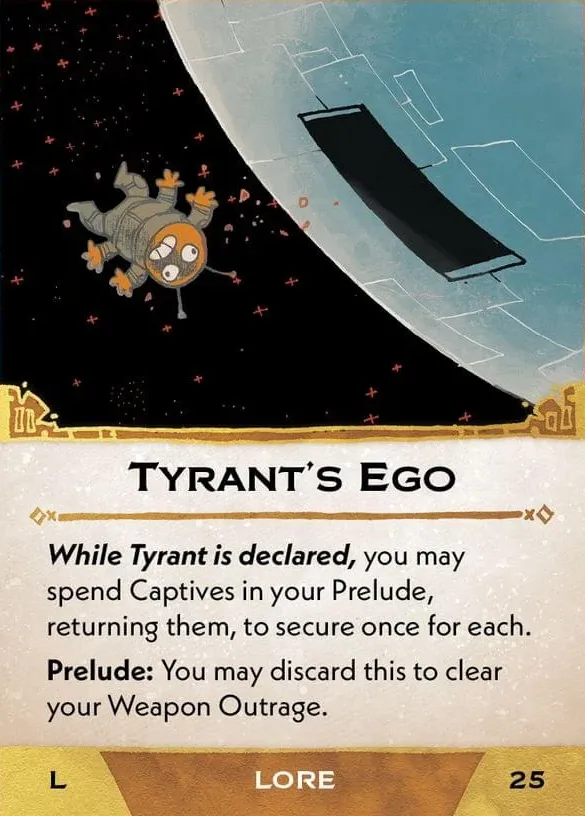 TYRANT'S EGO
While Tyrant is declared, you may
spend Captives in your Prelude,
returning them, to secure once for each.
Prelude: You may discard this to clear
your Weapon Outrage.
L LORE 25